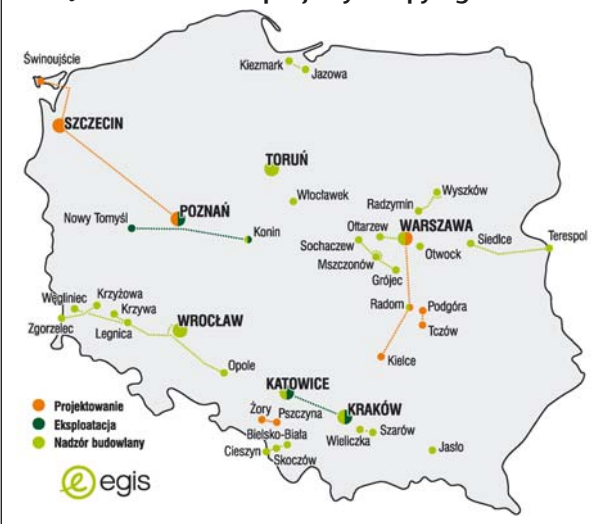 Kiezmark
Jazowa
Świnoujście
SZCZECIN
TORUŃ
Włocławek
Wyszków
Radzymin
POZNAŃ
Nowy Tomyśl
Konin
Ołtarzew
WARSZAWA
Sochaczew
Otwock
Siedlce
Terespol
Mszczonów
Grójec
Radom
Podgóra
Tczów
Kielce
Węgliniec
Krzyżowa
Krzywa
Zgorzelec
Legnica
WROCŁAW
Opole
KATOWICE
KRAKÓW
Żory
Pszczyna
Bielsko-Biała
Wieliczka
Szarów
Cieszyn
Skoczów
Jasło
Projektowanie
Eksploatacja
Nadzór budowlany
e egis